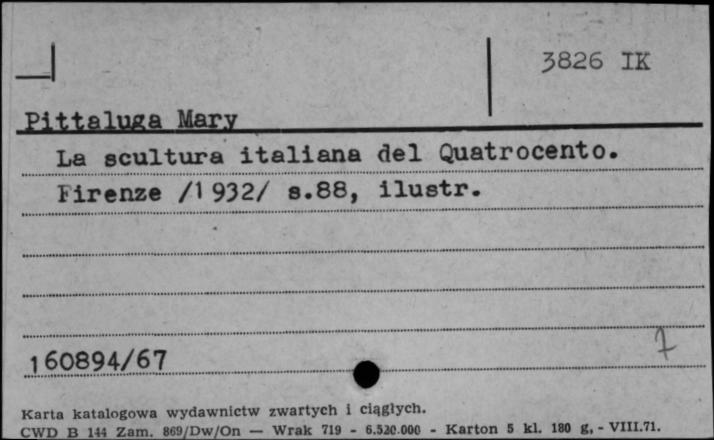 3826 IK
Pittaluga Mary
La scultura italiana del Quatrocento.
Firenze /1932/ s.88, ilustr.
7
160894/67
Karta katalogowa wydawnictw zwartych i ciągłych.
CWD B 144 Zam. 869/Dw/On — Wrak 719 - 6.520.000 - Karton 5 kl. 180 g, - VIII.71.